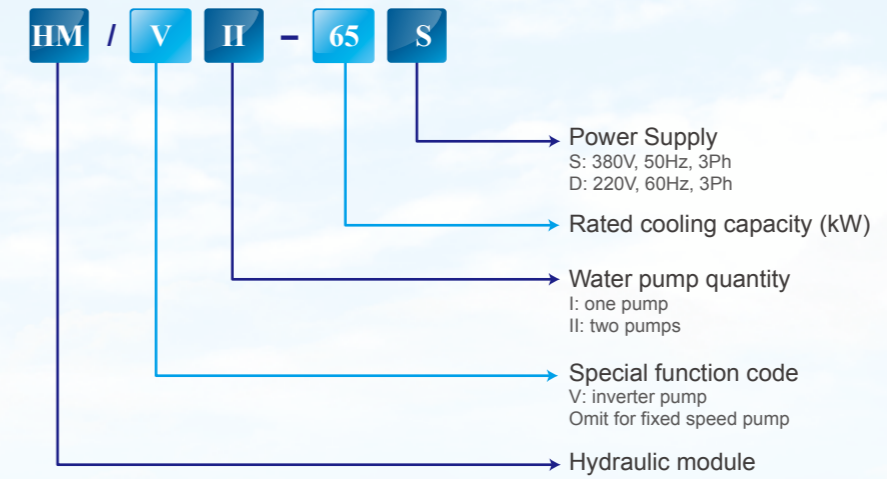 HM / V II – 65 S
Power Supply
S: 380V, 50Hz, 3Ph
D: 220V, 60Hz, 3Ph
Rated cooling capacity (kW)
Water pump quantity
I: one pump
II: two pumps
Special function code
V: inverter pump
Omit for fixed speed pump
Hydraulic module